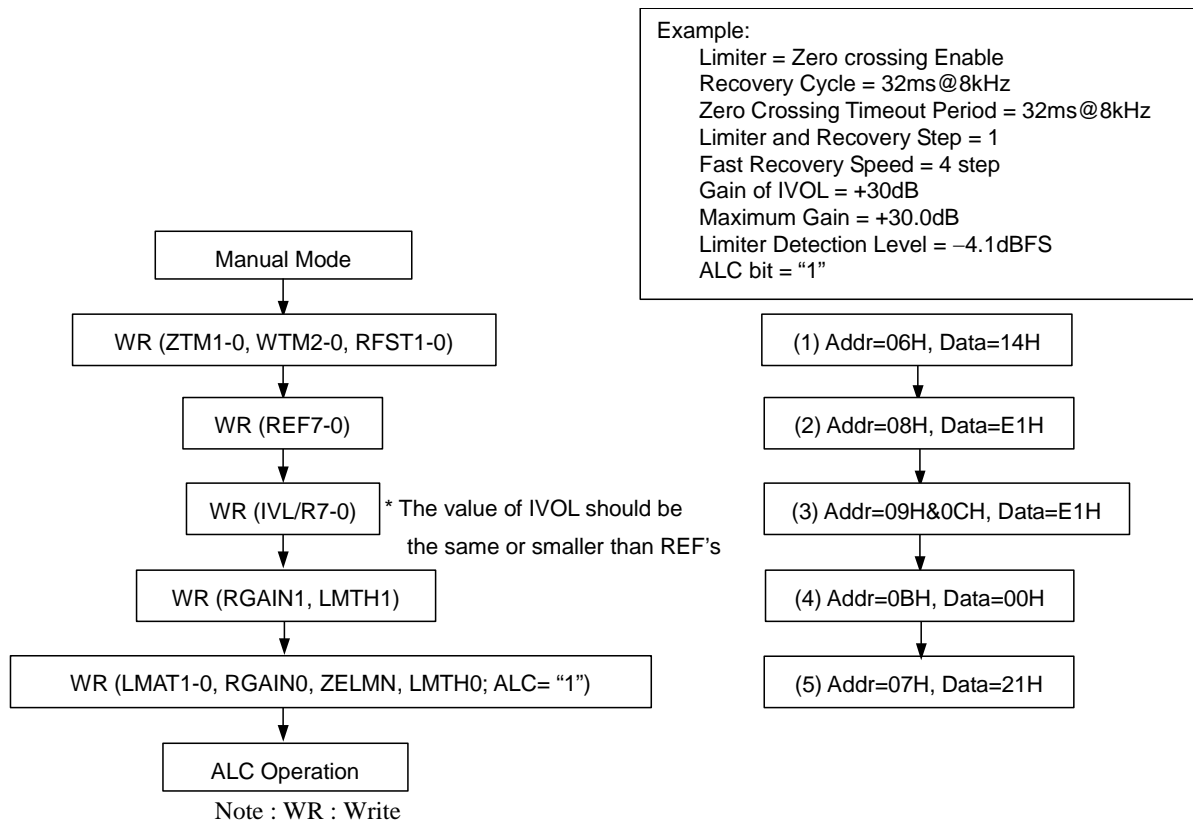 Example:
Limiter = Zero crossing Enable
Recovery Cycle = 32ms@8kHz
Zero Crossing Timeout Period = 32ms@8kHz
Limiter and Recovery Step = 1
Fast Recovery Speed = 4 step
Gain of IVOL = +30dB
Maximum Gain = +30.0dB
Limiter Detection Level = −4.1dBFS
ALC bit = “1”
Manual Mode
WR (ZTM1-0, WTM2-0, RFST1-0)
WR (REF7-0)
WR (IVL/R7-0)
* The value of IVOL should be
the same or smaller than REF’s
WR (RGAIN1, LMTH1)
WR (LMAT1-0, RGAIN0, ZELMN, LMTH0; ALC= “1”)
ALC Operation
Note : WR : Write
(1) Addr=06H, Data=14H
(2) Addr=08H, Data=E1H
(3) Addr=09H&0CH, Data=E1H
(4) Addr=0BH, Data=00H
(5) Addr=07H, Data=21H